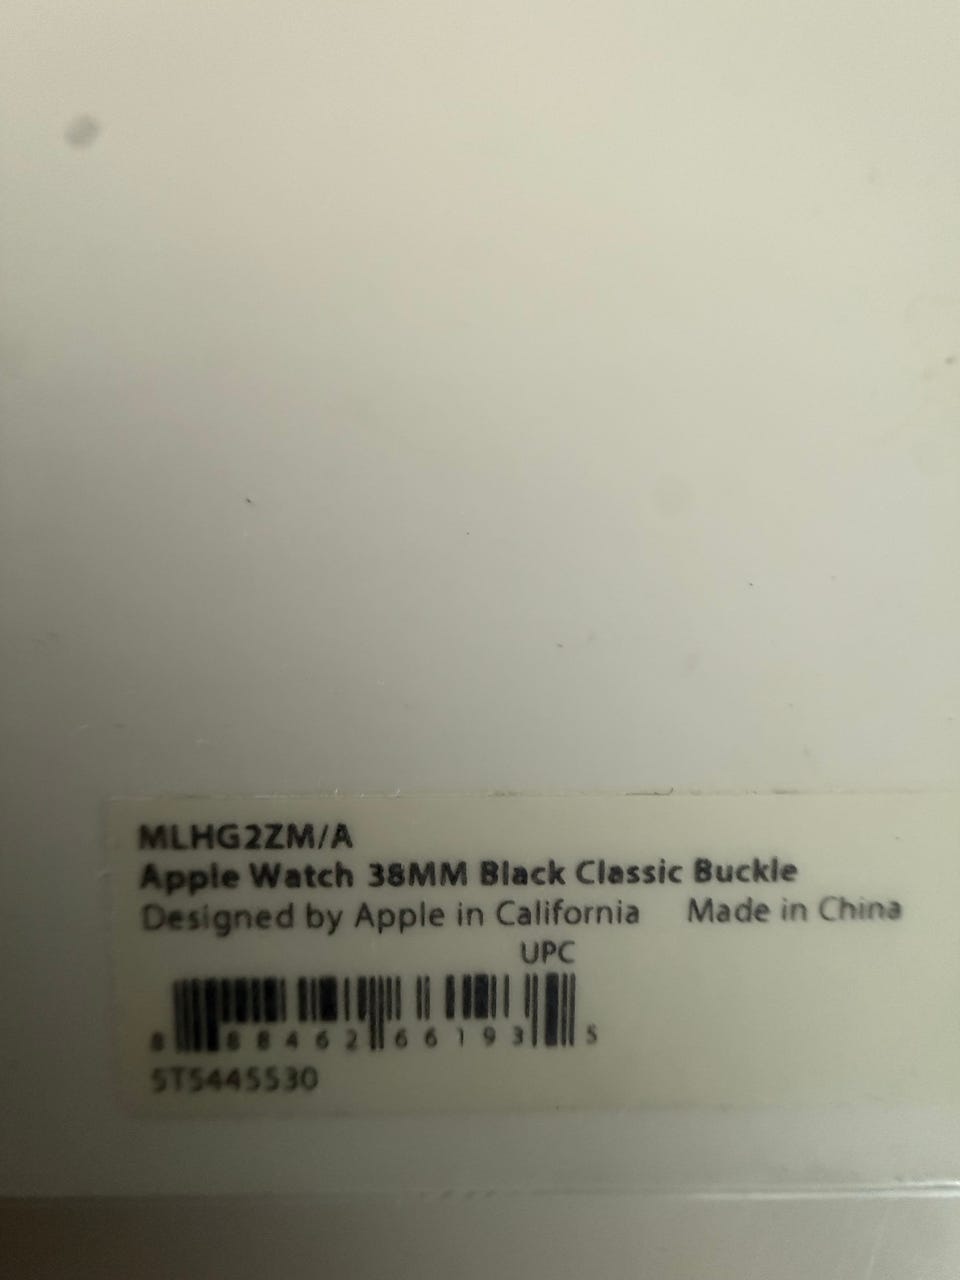 MLHG2ZM/A
Apple Watch 38MM Black Classic Buckle
Designed by Apple in California Made in China
UPC
8 88462 66193 5
5T5445530